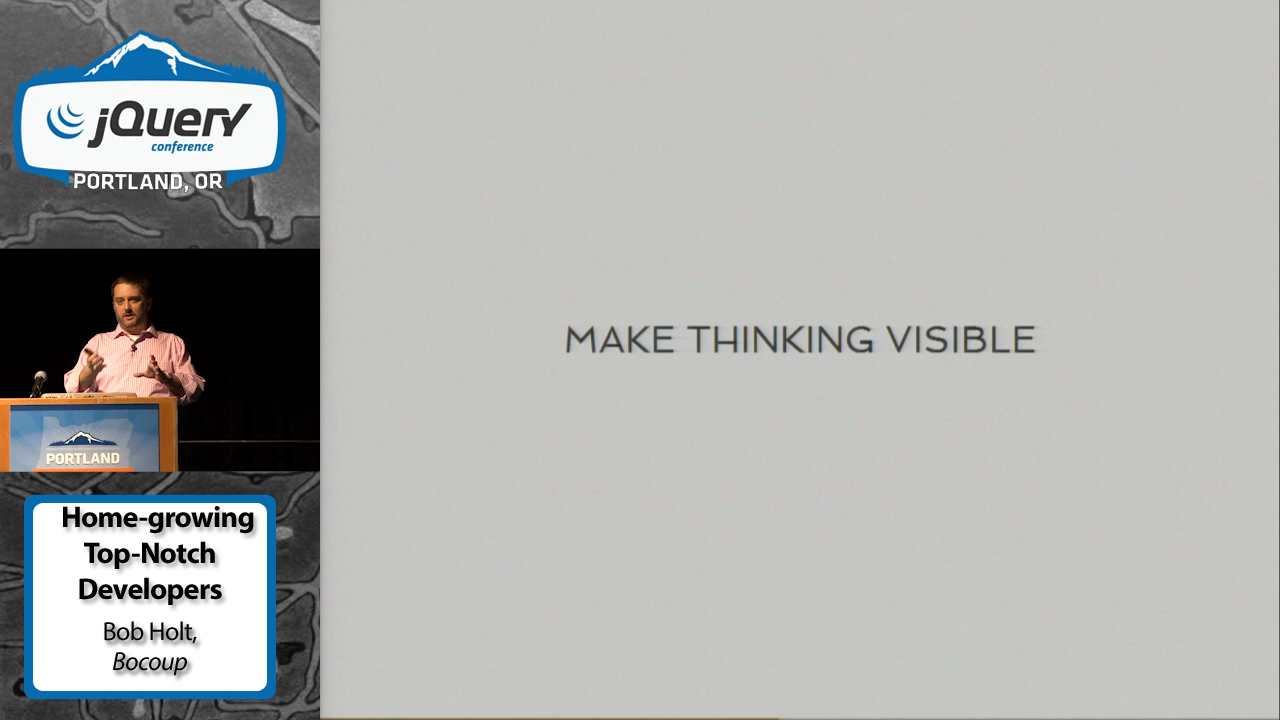 jQuery
conference
PORTLAND, OR
MAKE THINKING VISIBLE
PORTLAND
Home-growing
Top-Notch
Developers
Bob Holt,
Bocoup